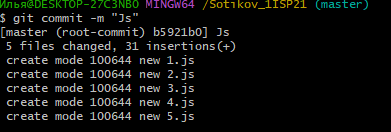 Илья@DESKTOP-27C3NBO MINGW64 /Sotikov_1ISP21 (master)
$ git commit -m "Js"
[master (root-commit) b5921b0] Js
5 files changed, 31 insertions(+)
create mode 100644 new 1.js
create mode 100644 new 2.js
create mode 100644 new 3.js
create mode 100644 new 4.js
create mode 100644 new 5.js